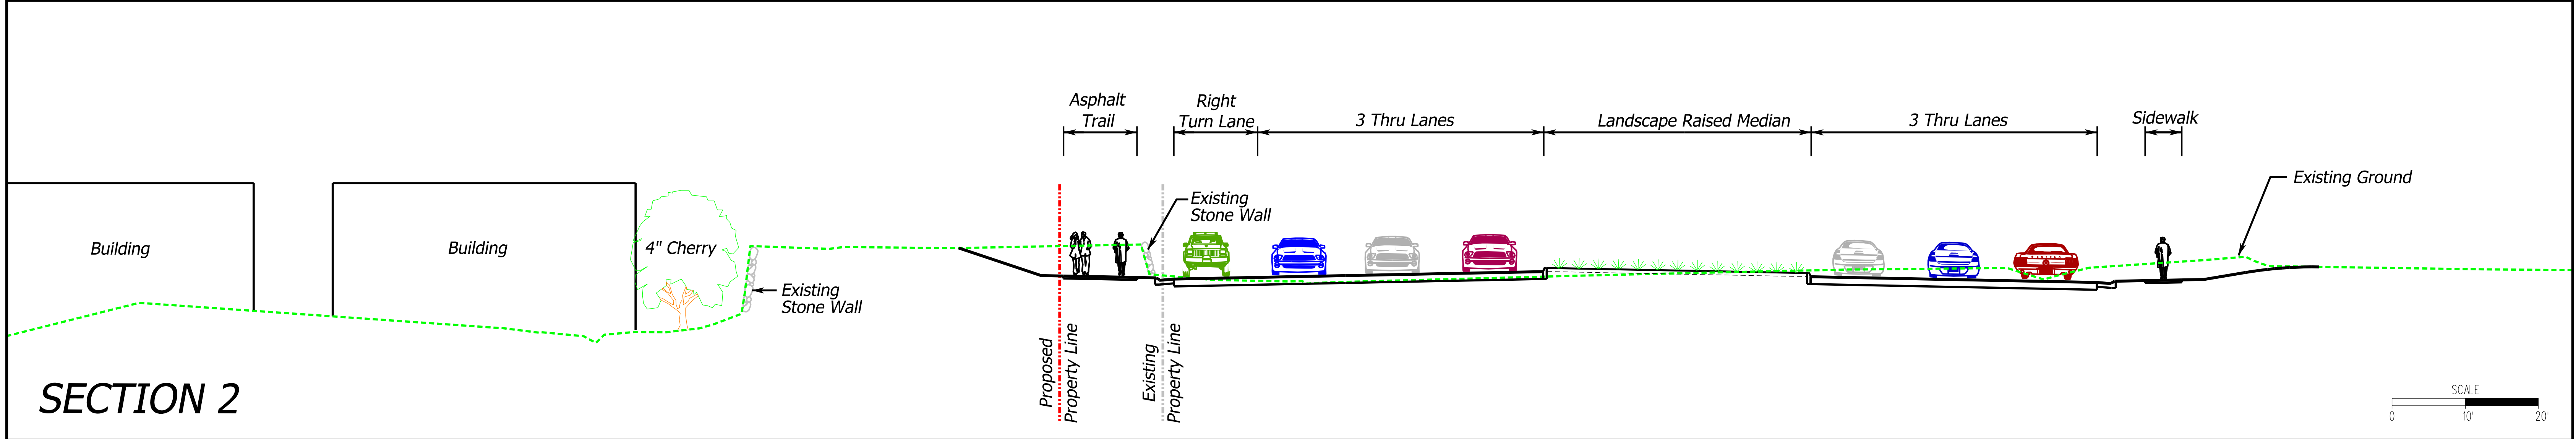 Asphalt
Trail
Right
Turn Lane
3 Thru Lanes
Landscape Raised Median
3 Thru Lanes
Sidewalk
Existing Ground
Existing
Stone Wall
Building
Building
4" Cherry
Existing
Stone Wall
Proposed
Property Line
Existing
Property Line
SECTION 2
SCALE
0 10' 20'